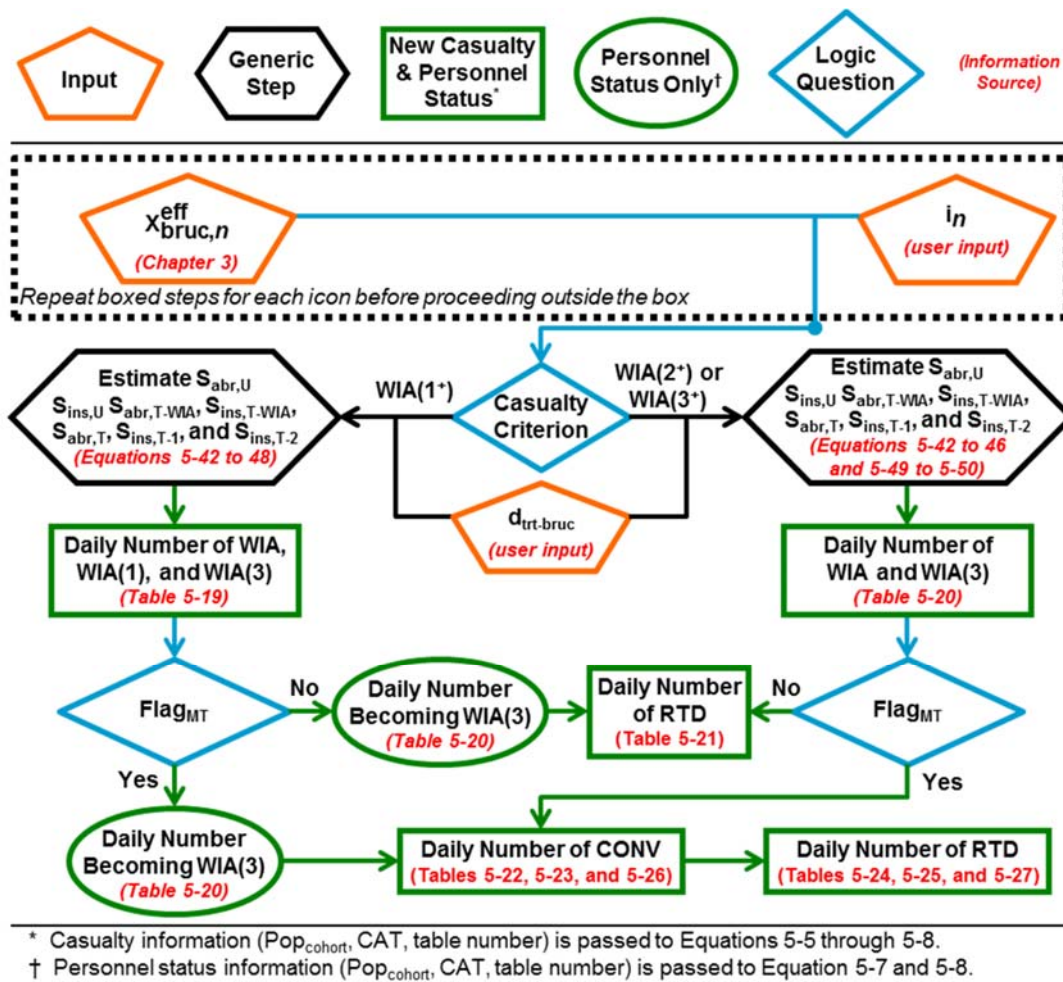 Input
Generic
Step
New Casualty
& Personnel
Status*
Personnel
Status Only†
Logic
Question
(Information
Source)
X^eff_bruc,n
(Chapter 3)
i_n
(user input)
Repeat boxed steps for each icon before proceeding outside the box
Estimate S_abr,U
S_ins,U S_abr,T-WIA, S_ins,T-WIA,
S_abr,T, S_ins,T-1, and S_ins,T-2
(Equations 5-42 to 48)
WIA(1⁺)
Casualty
Criterion
WIA(2⁺) or
WIA(3⁺)
Estimate S_abr,U
S_ins,U S_abr,T-WIA, S_ins,T-WIA,
S_abr,T, S_ins,T-1, and S_ins,T-2
(Equations 5-42 to 46
and 5-49 to 5-50)
d_trt-bruc
(user input)
Daily Number of WIA,
WIA(1), and WIA(3)
(Table 5-19)
Daily Number of
WIA and WIA(3)
(Table 5-20)
Flag_MT
No
Daily Number
Becoming WIA(3)
(Table 5-20)
Daily Number
of RTD
(Table 5-21)
No
Flag_MT
Yes
Yes
Daily Number
Becoming WIA(3)
(Table 5-20)
Daily Number of CONV
(Tables 5-22, 5-23, and 5-26)
Daily Number of RTD
(Tables 5-24, 5-25, and 5-27)
* Casualty information (Pop_cohort, CAT, table number) is passed to Equations 5-5 through 5-8.
† Personnel status information (Pop_cohort, CAT, table number) is passed to Equation 5-7 and 5-8.